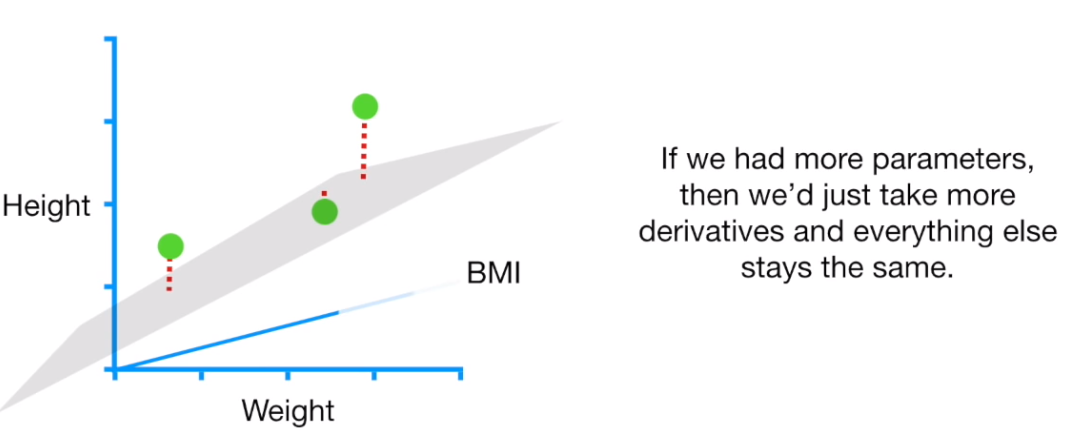 Height
BMI
Weight
If we had more parameters,
then we'd just take more
derivatives and everything else
stays the same.